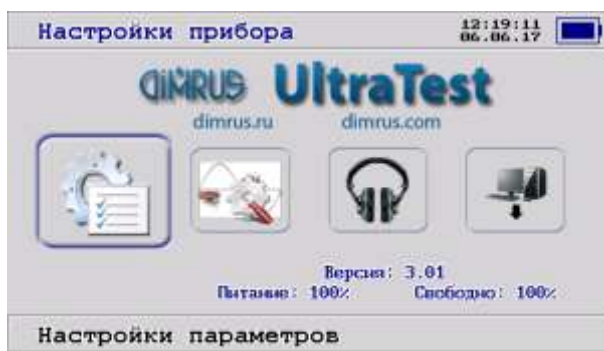 Настройки прибора
12:19:11
06.06.17
DiMRUS UltraTest
dimrus.ru dimrus.com
Версия: 3.01
Питание: 100% Свободно: 100%
Настройки параметров